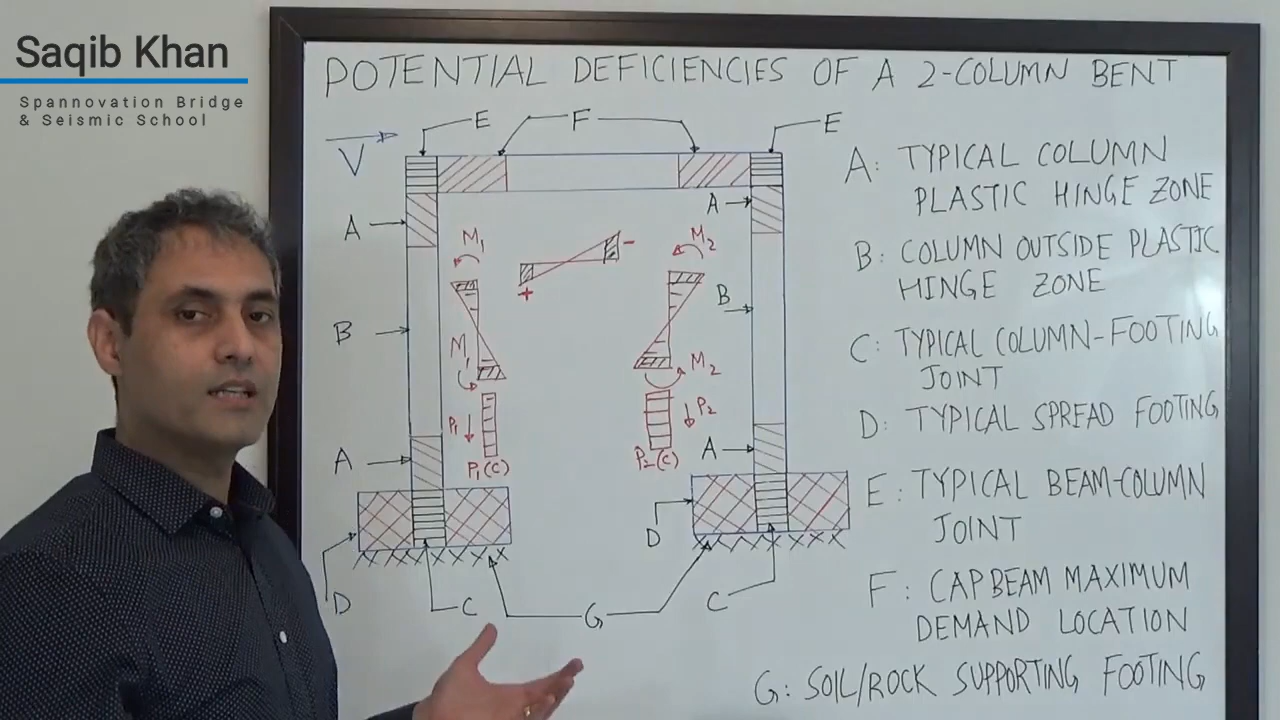 Saqib Khan
Spannovation Bridge
& Seismic School
POTENTIAL DEFICIENCIES OF A 2-COLUMN BENT
V
E
F
E
A
A
M1
M2
+
-
B
B
M1
M2
P1
P2
P1(C)
P2(C)
A
A
D
D
C
G
C
A: TYPICAL COLUMN
PLASTIC HINGE ZONE
B: COLUMN OUTSIDE PLASTIC
HINGE ZONE
C: TYPICAL COLUMN-FOOTING
JOINT
D: TYPICAL SPREAD FOOTING
E: TYPICAL BEAM-COLUMN
JOINT
F: CAP BEAM MAXIMUM
DEMAND LOCATION
G: SOIL/ROCK SUPPORTING FOOTING